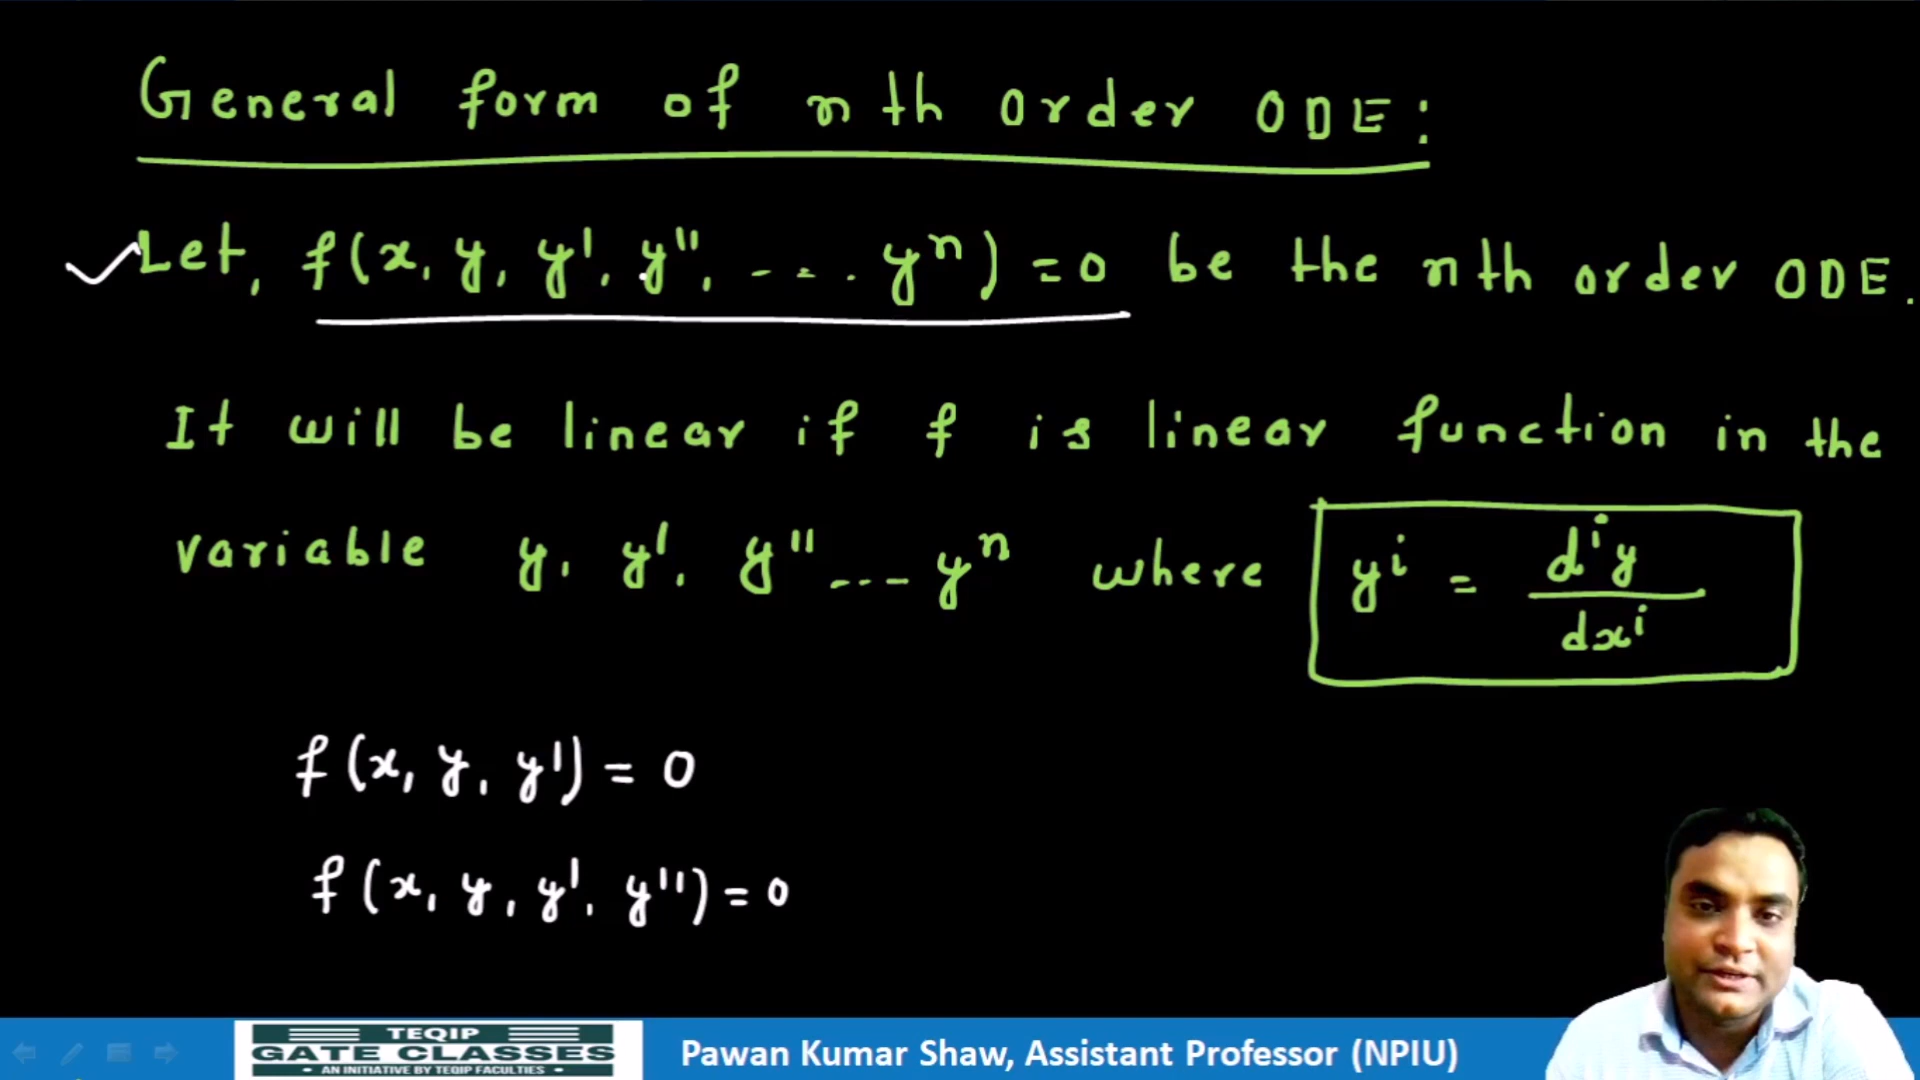 General form of nth order ODE:
Let, f(x, y, y', y'', ---- yⁿ) = 0 be the nth order ODE.
It will be linear if f is linear function in the
variable y, y', y'' ---- yⁿ where yⁱ = dⁱy/dxⁱ
f(x, y, y') = 0
f(x, y, y', y'') = 0
TEQIP
GATE CLASSES
• AN INITIATIVE BY TEQIP FACULTIES •
Pawan Kumar Shaw, Assistant Professor (NPIU)